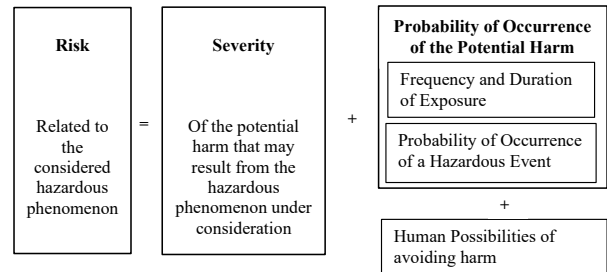 Risk
Related to
the
considered
hazardous
phenomenon
=
Severity
Of the potential
harm that may
result from the
hazardous
phenomenon under
consideration
+
Probability of Occurrence
of the Potential Harm
Frequency and Duration
of Exposure
Probability of Occurrence
of a Hazardous Event
+
Human Possibilities of
avoiding harm